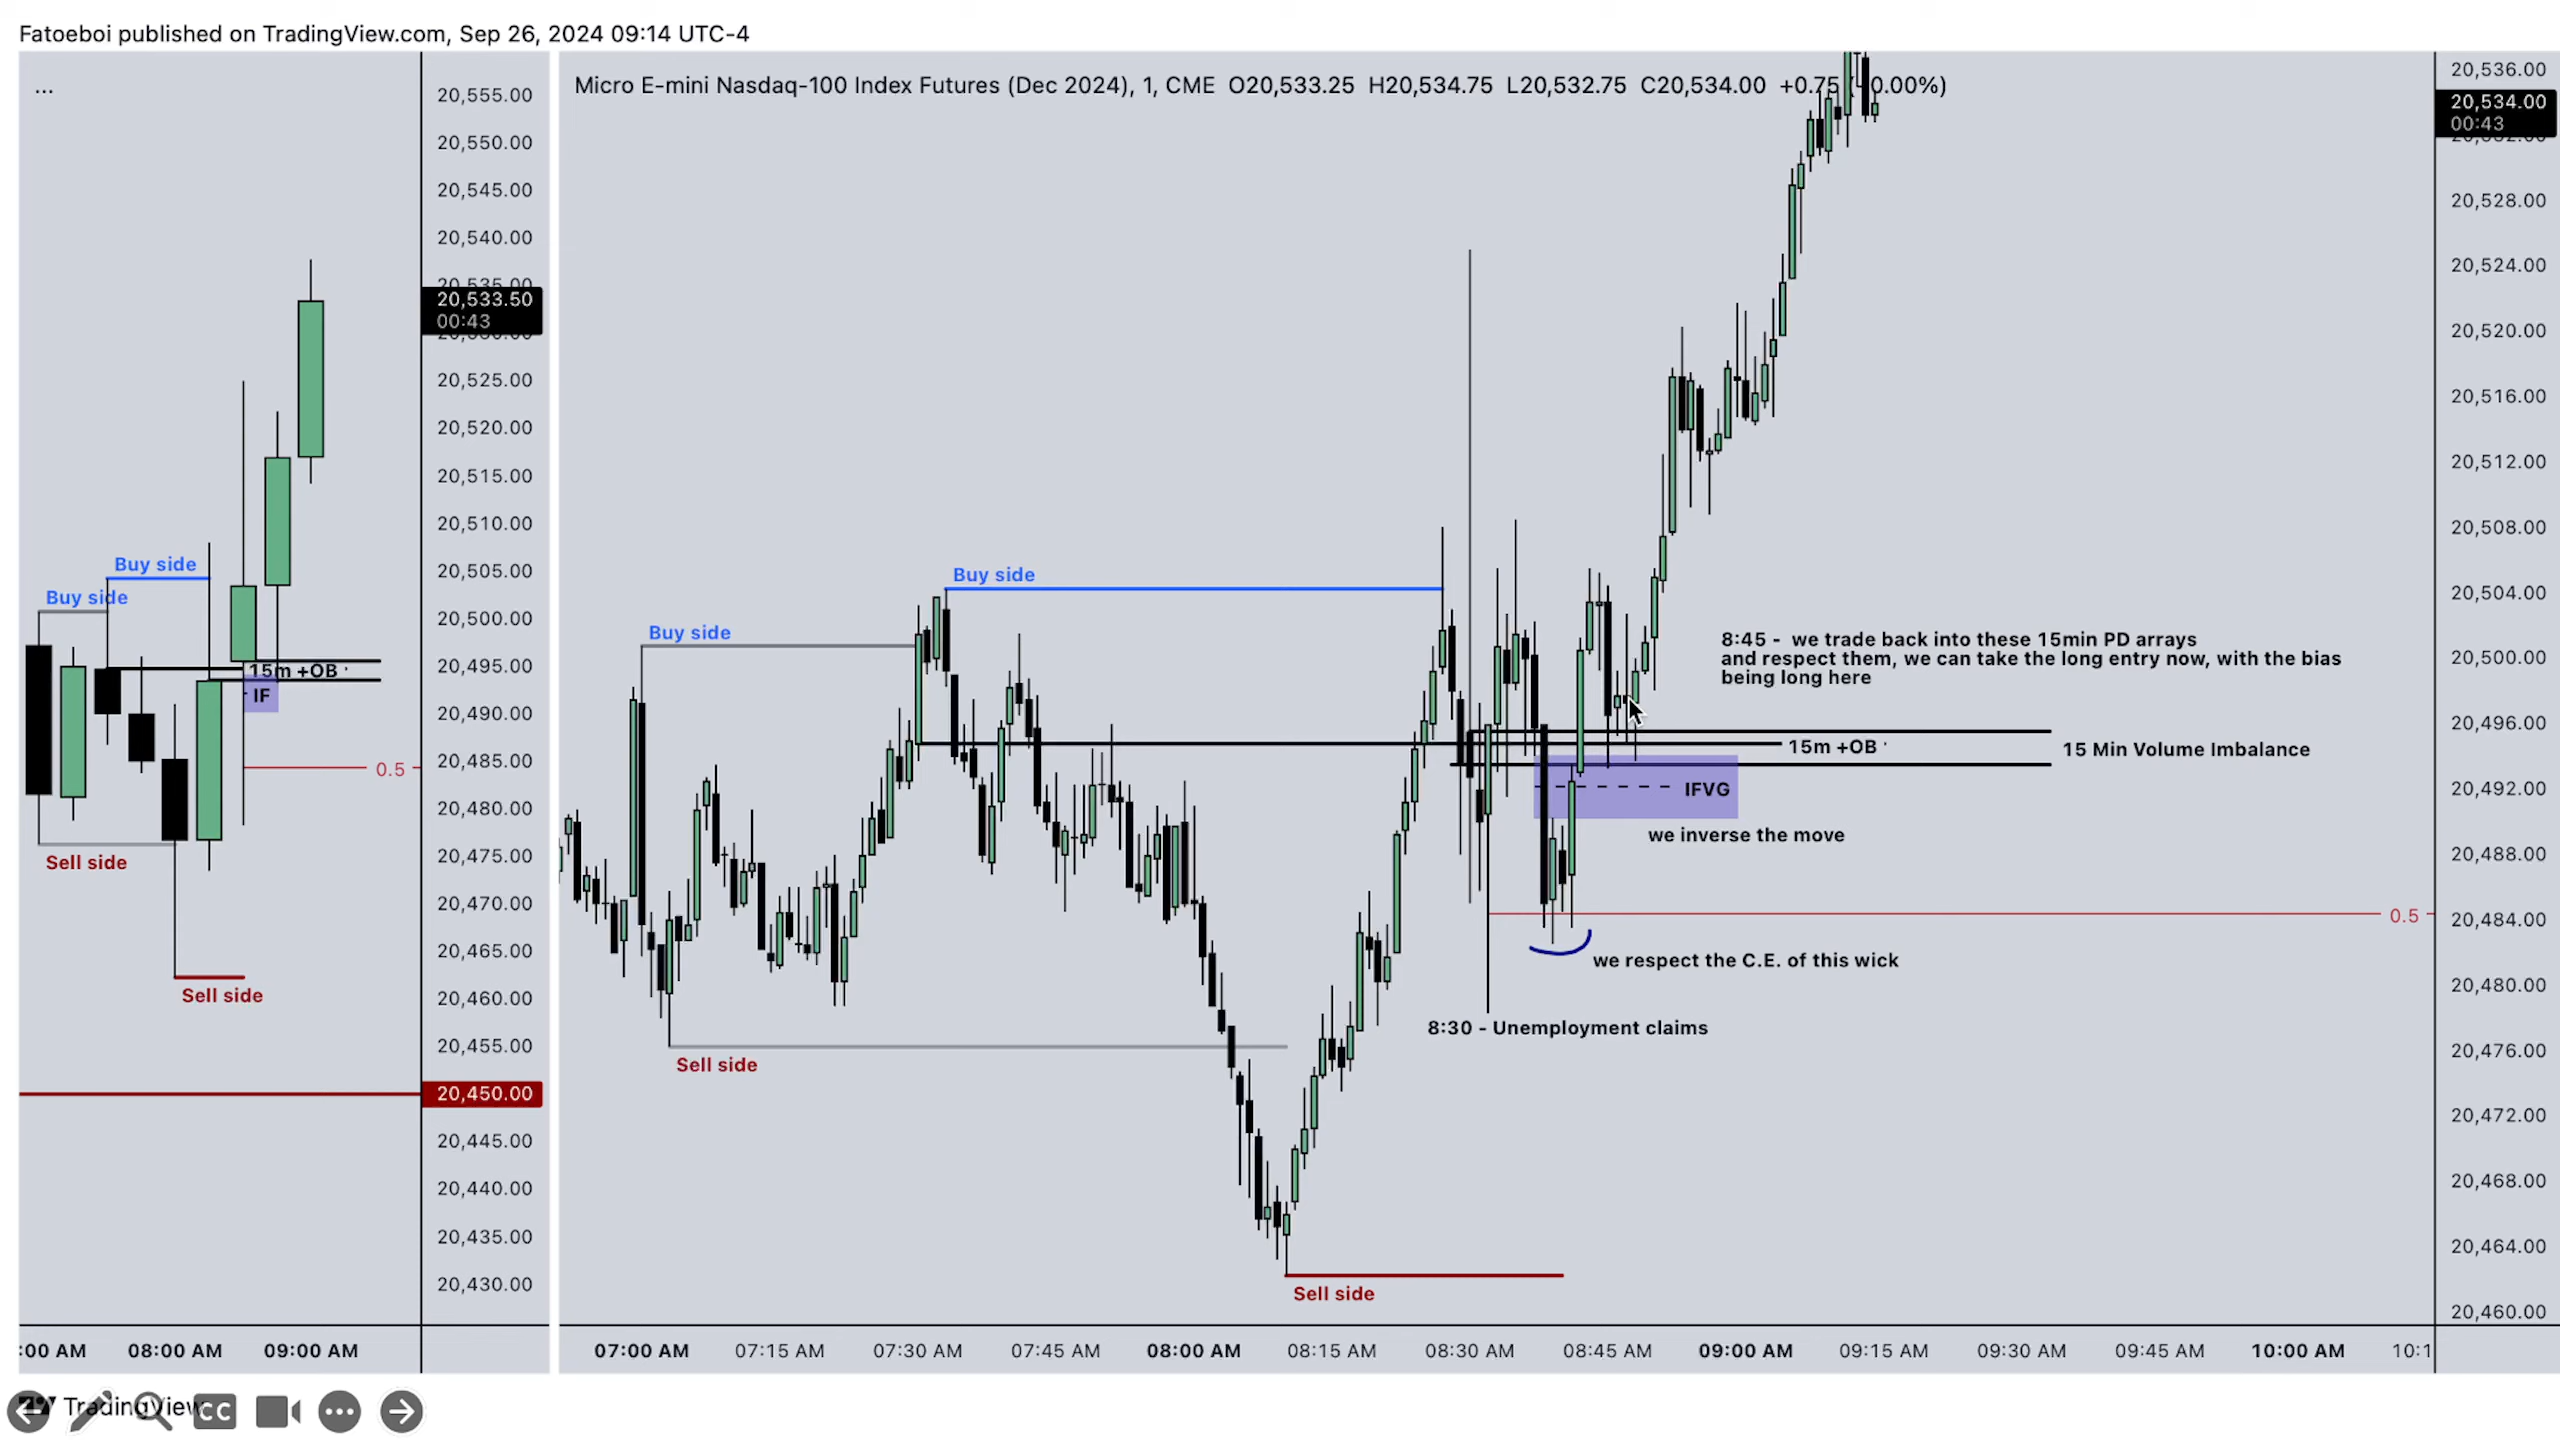 Fatoeboi published on TradingView.com, Sep 26, 2024 09:14 UTC-4
...
20,555.00
20,550.00
20,545.00
20,540.00
20,535.00
20,533.50
00:43
20,525.00
20,520.00
20,515.00
20,510.00
20,505.00
20,500.00
20,495.00
20,490.00
20,485.00
20,480.00
20,475.00
20,470.00
20,465.00
20,460.00
20,455.00
20,450.00
20,445.00
20,440.00
20,435.00
20,430.00
Buy side
Buy side
15m +OB
IF
0.5
Sell side
Sell side
:00 AM 08:00 AM 09:00 AM
Micro E-mini Nasdaq-100 Index Futures (Dec 2024), 1, CME O20,533.25 H20,534.75 L20,532.75 C20,534.00 +0.75 (0.00%)
Buy side
Buy side
8:45 - we trade back into these 15min PD arrays
and respect them, we can take the long entry now, with the bias
being long here
15m +OB
15 Min Volume Imbalance
IFVG
we inverse the move
0.5
we respect the C.E. of this wick
8:30 - Unemployment claims
Sell side
Sell side
20,536.00
20,534.00
00:43
20,528.00
20,524.00
20,520.00
20,516.00
20,512.00
20,508.00
20,504.00
20,500.00
20,496.00
20,492.00
20,488.00
20,484.00
20,480.00
20,476.00
20,472.00
20,468.00
20,464.00
20,460.00
07:00 AM 07:15 AM 07:30 AM 07:45 AM 08:00 AM 08:15 AM 08:30 AM 08:45 AM 09:00 AM 09:15 AM 09:30 AM 09:45 AM 10:00 AM 10:1
TradingView
CC